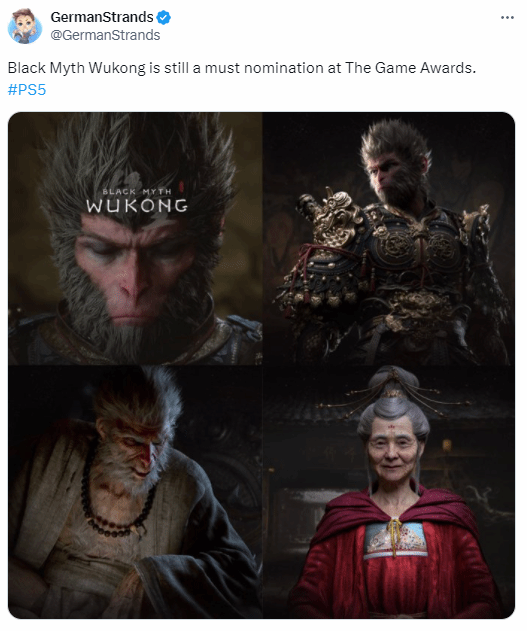 GermanStrands
@GermanStrands
Black Myth Wukong is still a must nomination at The Game Awards.
#PS5
BLACK MYTH
WUKONG